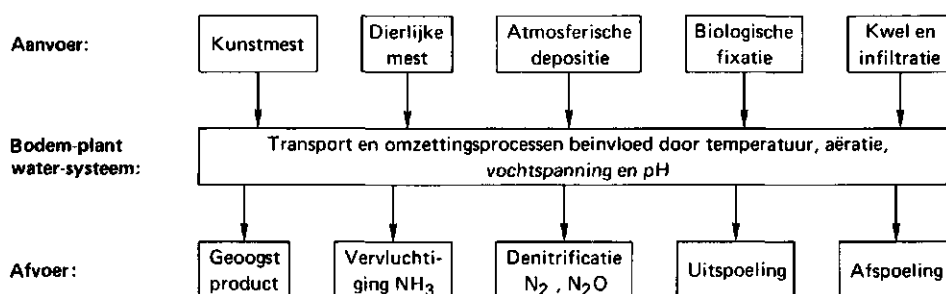 Aanvoer:
Kunstmest
Dierlijke
mest
Atmosferische
depositie
Biologische
fixatie
Kwel en
infiltratie
Bodem-plant
water-systeem:
Transport en omzettingsprocessen beinvloed door temperatuur, aëratie,
vochtspanning en pH
Afvoer:
Geoogst
product
Vervluchti-
ging NH3
Denitrificatie
N2 , N2O
Uitspoeling
Afspoeling